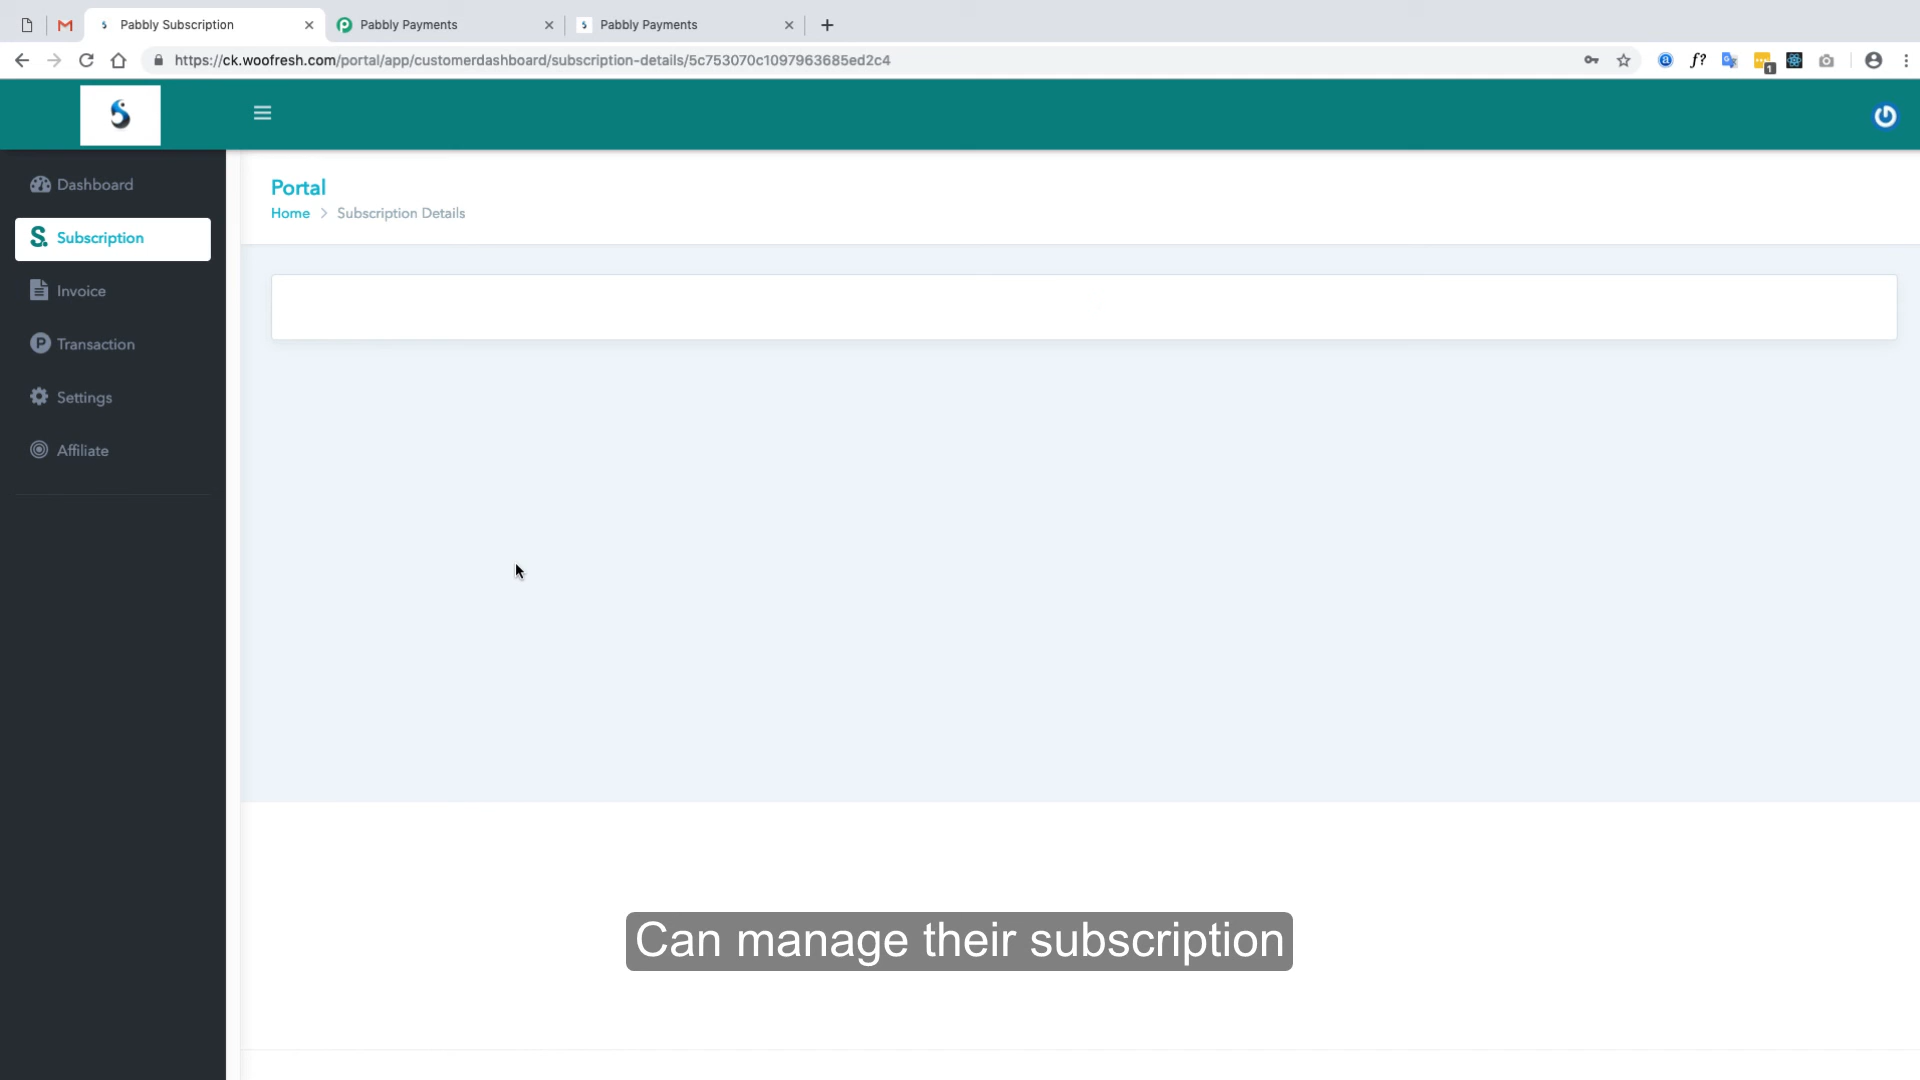 Pabbly Subscription
Pabbly Payments
Pabbly Payments
https://ck.woofresh.com/portal/app/customerdashboard/subscription-details/5c753070c1097963685ed2c4
f?
1
Dashboard
Subscription
Invoice
Transaction
Settings
Affiliate
Portal
Home > Subscription Details
Can manage their subscription